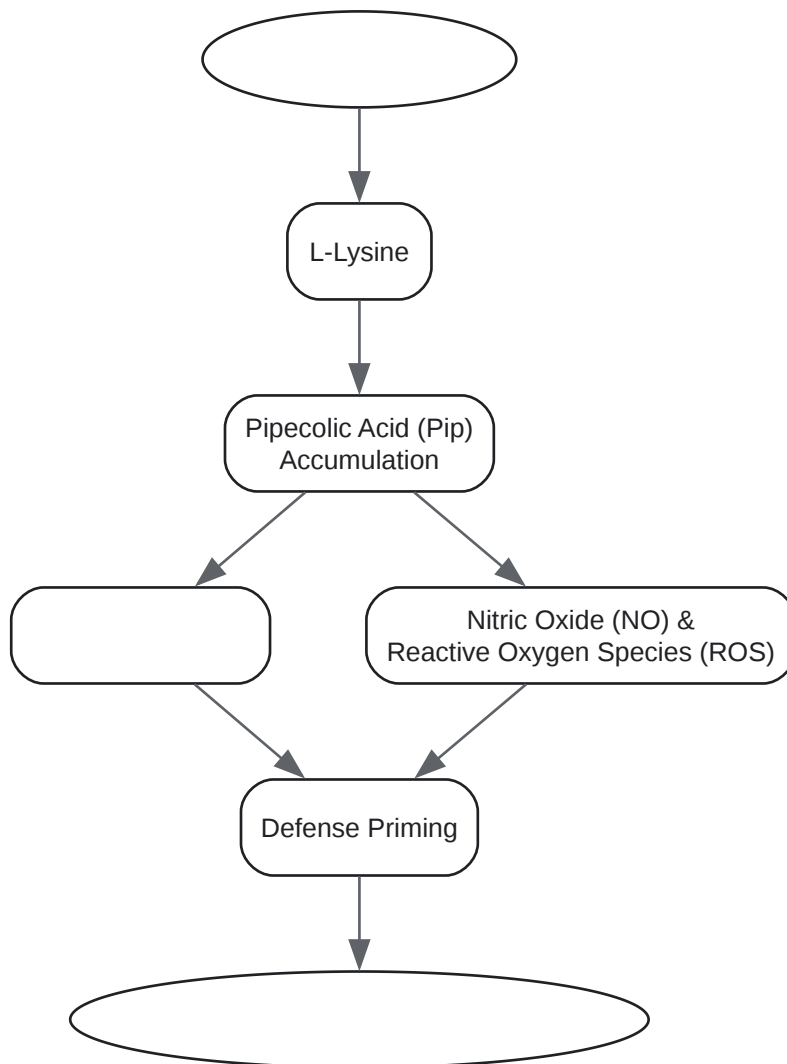 L-Lysine
Pipecolic Acid (Pip)
Accumulation
Nitric Oxide (NO) &
Reactive Oxygen Species (ROS)
Defense Priming